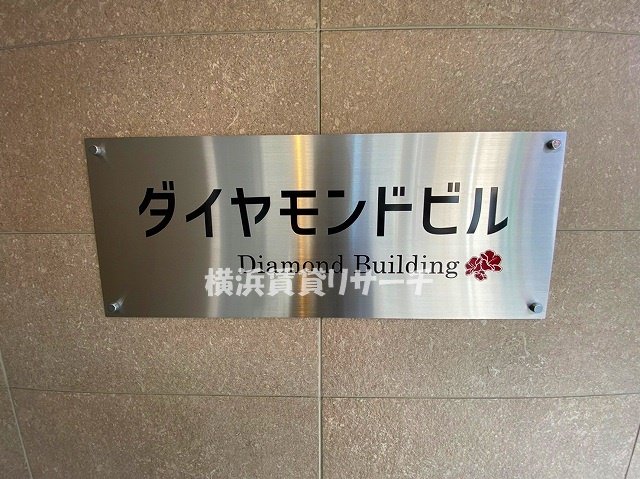 ダイヤモンドビル
Diamond Building
横浜賃貸リサーチ